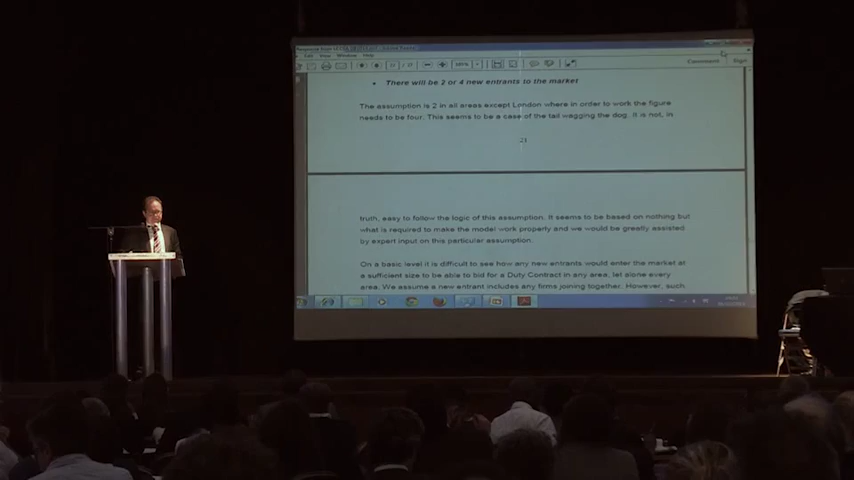 Edit View Window Help
Comment Sign
• There will be 2 or 4 new entrants to the market
The assumption is 2 in all areas except London where in order to work the figure
needs to be four. This seems to be a case of the tail wagging the dog. It is not, in
21
truth, easy to follow the logic of this assumption. It seems to be based on nothing but
what is required to make the model work properly and we would be greatly assisted
by expert input on this particular assumption.
On a basic level it is difficult to see how any new entrants would enter the market at
a sufficient size to be able to bid for a Duty Contract in any area, let alone every
area. We assume a new entrant includes any firms joining together. However, such